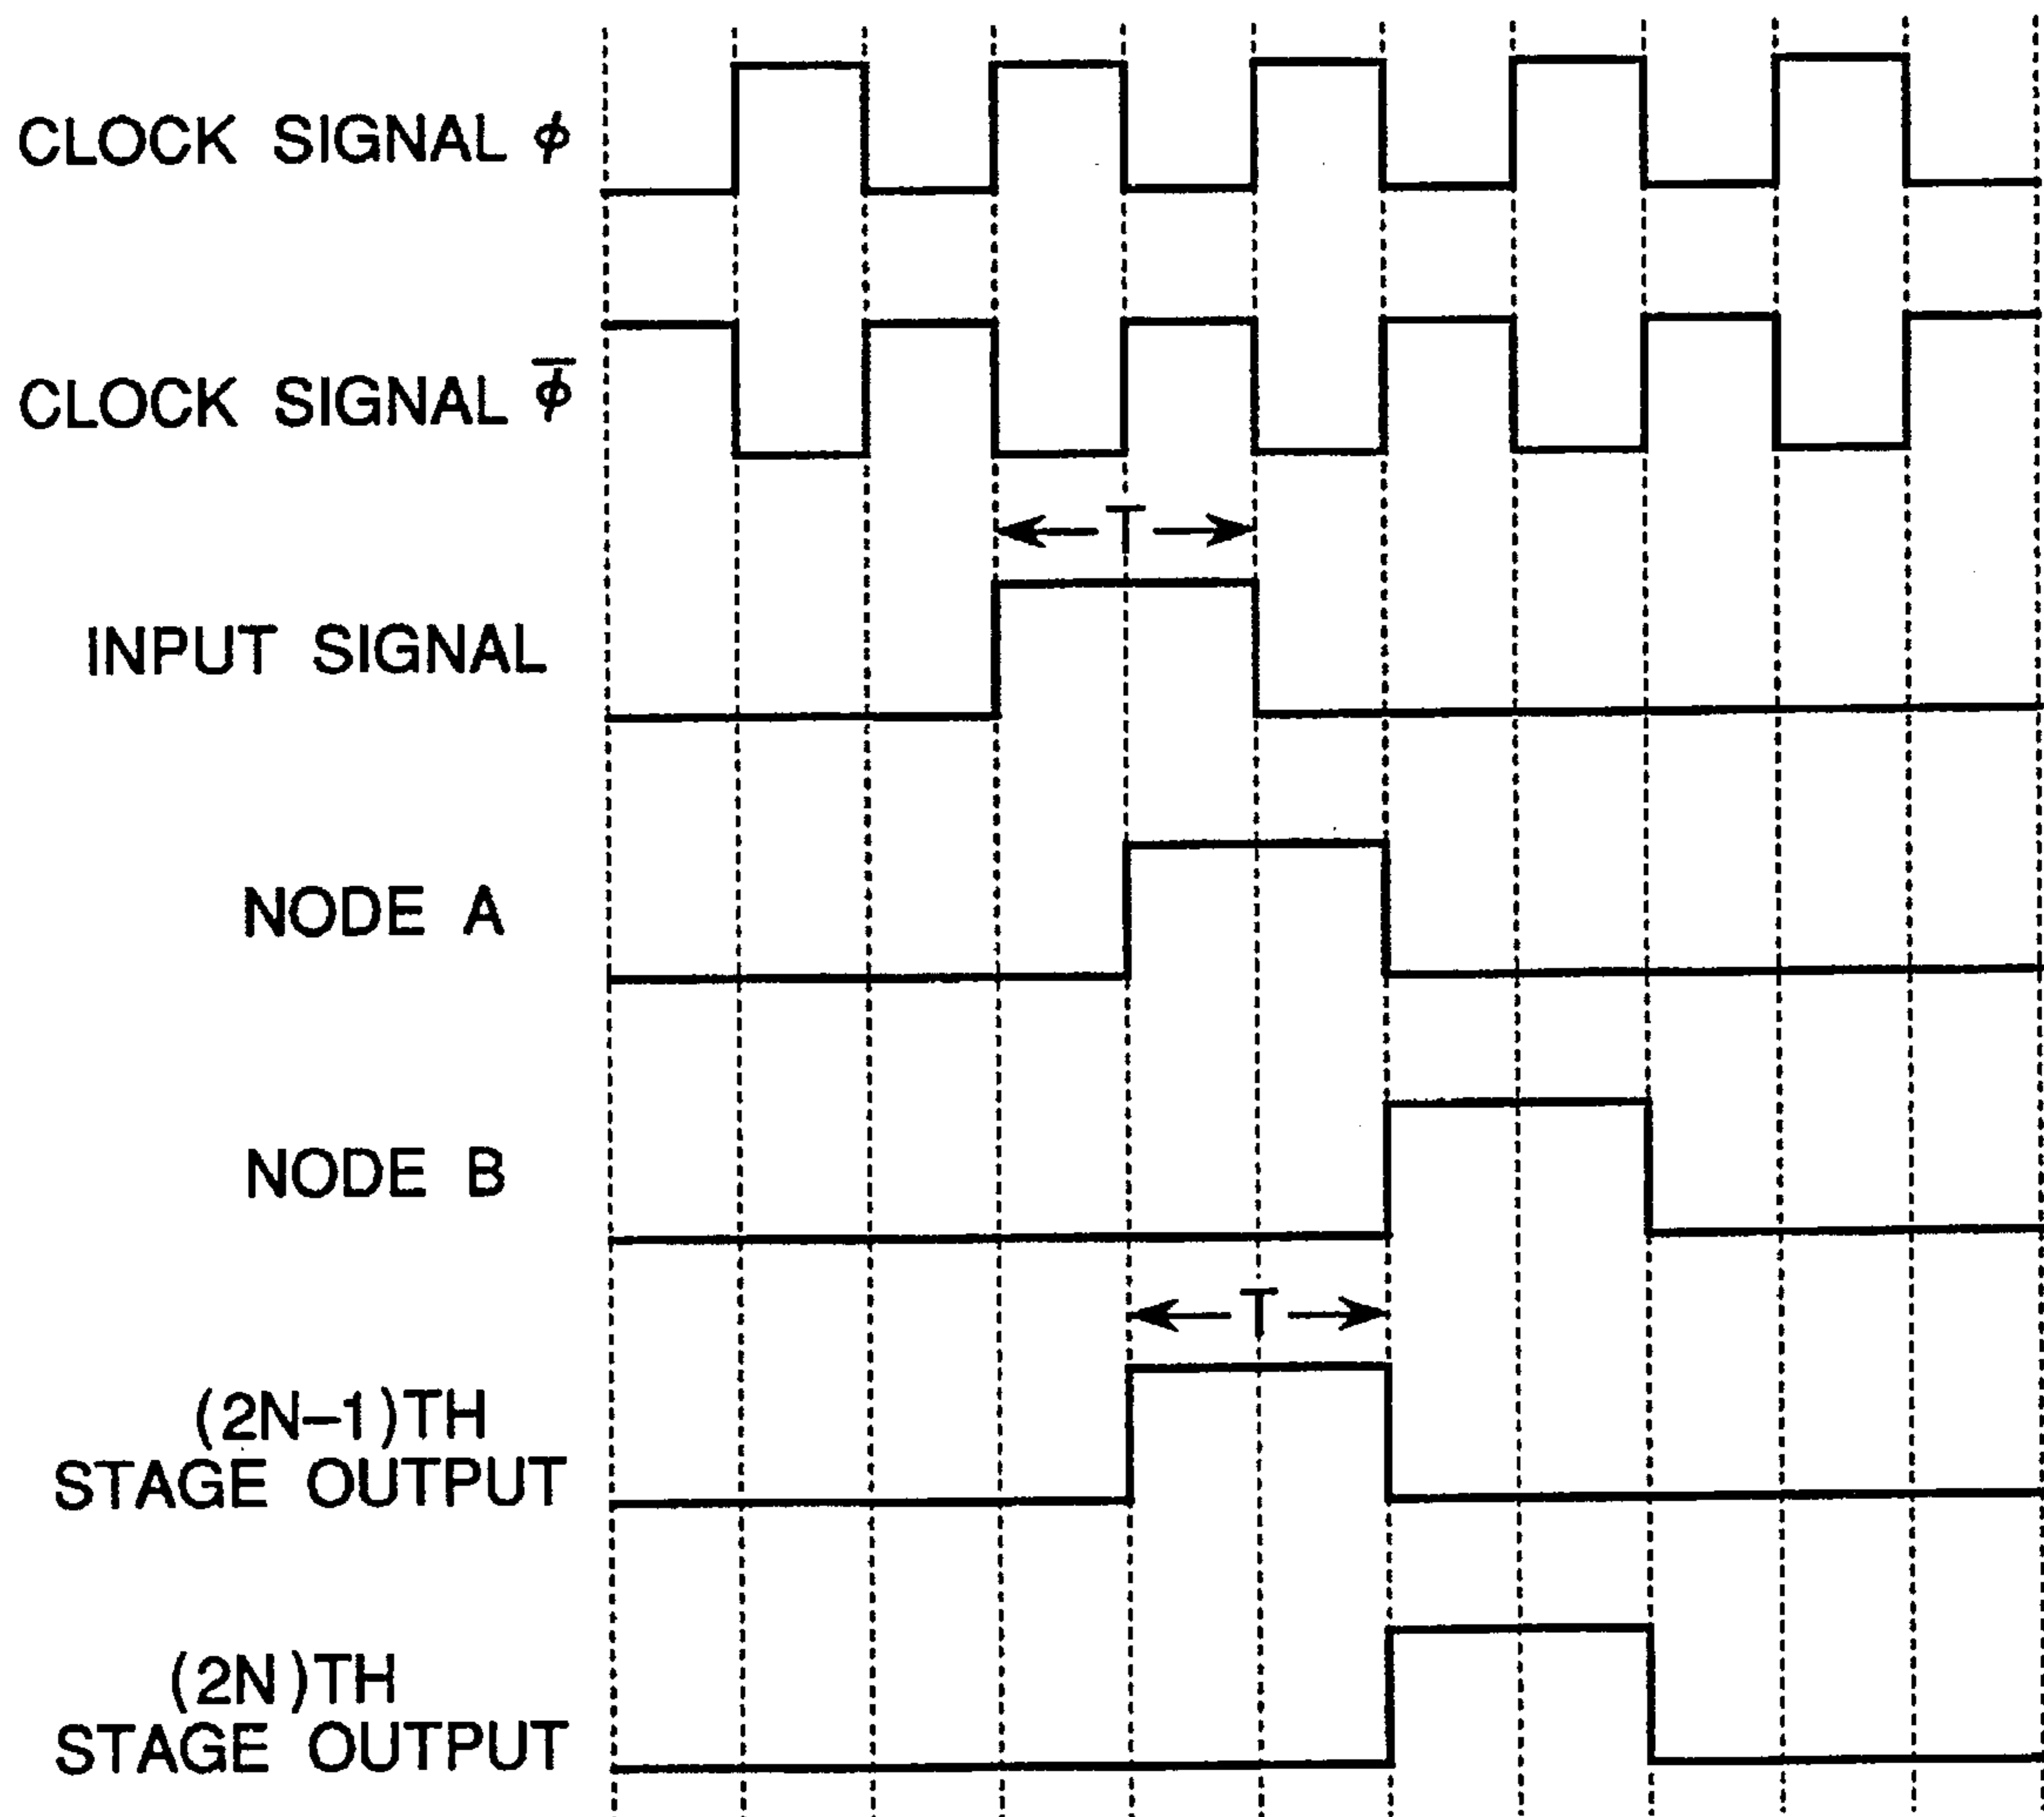 CLOCK SIGNAL ϕ
CLOCK SIGNAL ϕ̅
T
INPUT SIGNAL
NODE A
NODE B
T
(2N-1)TH
STAGE OUTPUT
(2N)TH
STAGE OUTPUT